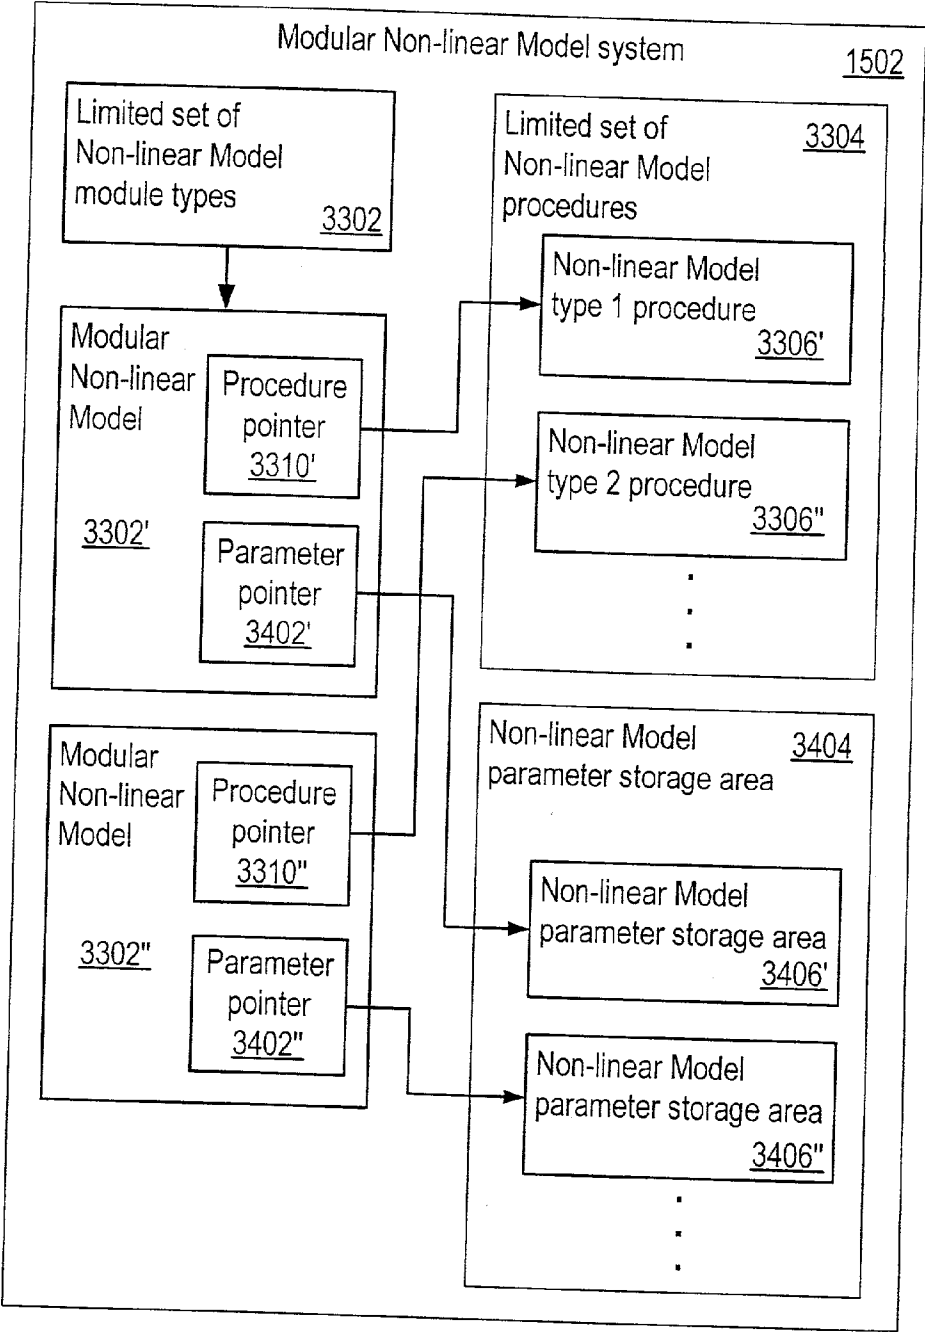 Modular Non-linear Model system
1502
Limited set of
Non-linear Model
module types
3302
Modular
Non-linear
Model
3302'
Procedure
pointer
3310'
Parameter
pointer
3402'
Modular
Non-linear
Model
3302"
Procedure
pointer
3310"
Parameter
pointer
3402"
Limited set of
Non-linear Model
procedures
3304
Non-linear Model
type 1 procedure
3306'
Non-linear Model
type 2 procedure
3306"
Non-linear Model
parameter storage area
3404
Non-linear Model
parameter storage area
3406'
Non-linear Model
parameter storage area
3406"